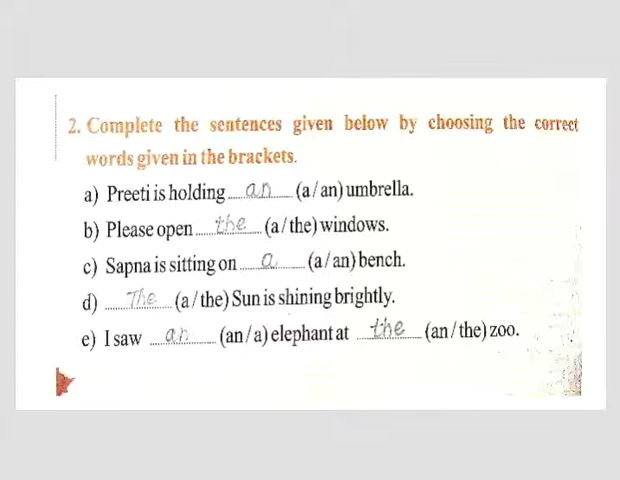 2. Complete the sentences given below by choosing the correct
words given in the brackets.
a) Preeti is holding an (a/an) umbrella.
b) Please open the (a/the) windows.
c) Sapna is sitting on a (a/an) bench.
d) The (a/the) Sun is shining brightly.
e) I saw an (an/a) elephant at the (an/the) zoo.